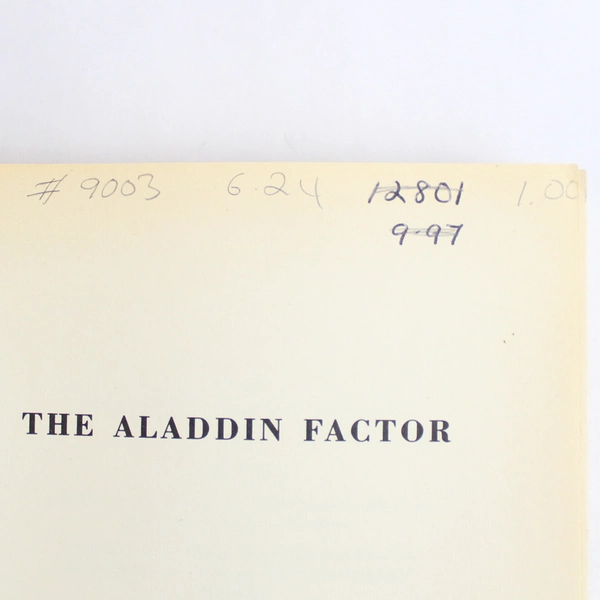 # 9003 6-24 12801 1.00
9-97
THE ALADDIN FACTOR